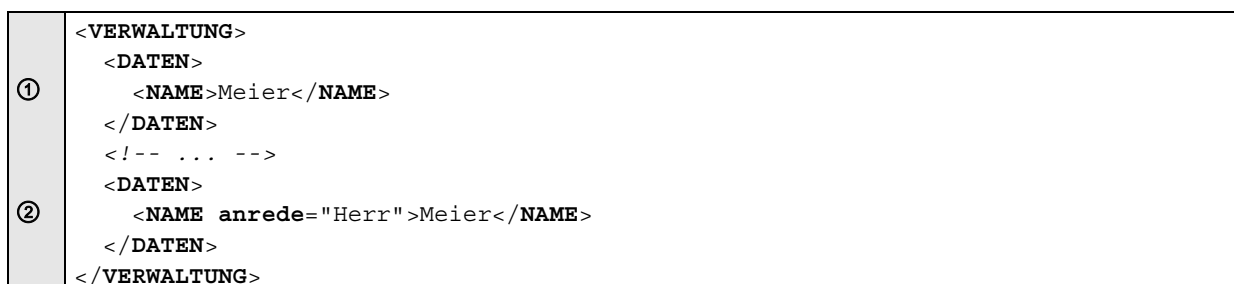 <VERWALTUNG>
<DATEN>
① <NAME>Meier</NAME>
</DATEN>
<!-- ... -->
<DATEN>
② <NAME anrede="Herr">Meier</NAME>
</DATEN>
</VERWALTUNG>